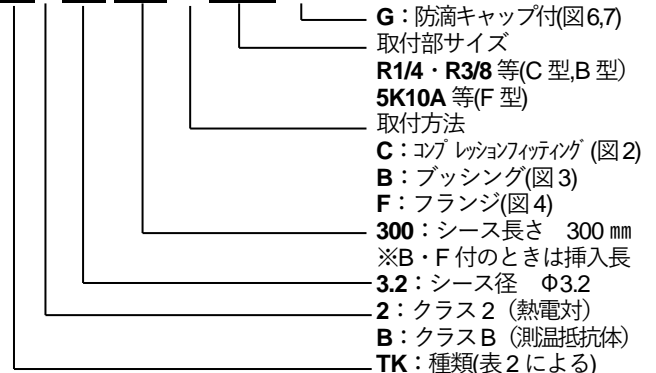 G：防滴キャップ付(図6,7)
取付部サイズ
R1/4・R3/8 等(C 型,B 型）
5K10A 等(F 型)
取付方法
C：ｺﾝﾌﾟﾚｯｼｮﾝﾌｨｯﾃｨﾝｸﾞ(図2)
B：ブッシング(図3)
F：フランジ(図4)
300：シース長さ　300 ㎜
※B・F 付のときは挿入長
3.2：シース径　Φ3.2
2：クラス2（熱電対）
B：クラスB（測温抵抗体）
TK：種類(表2による)